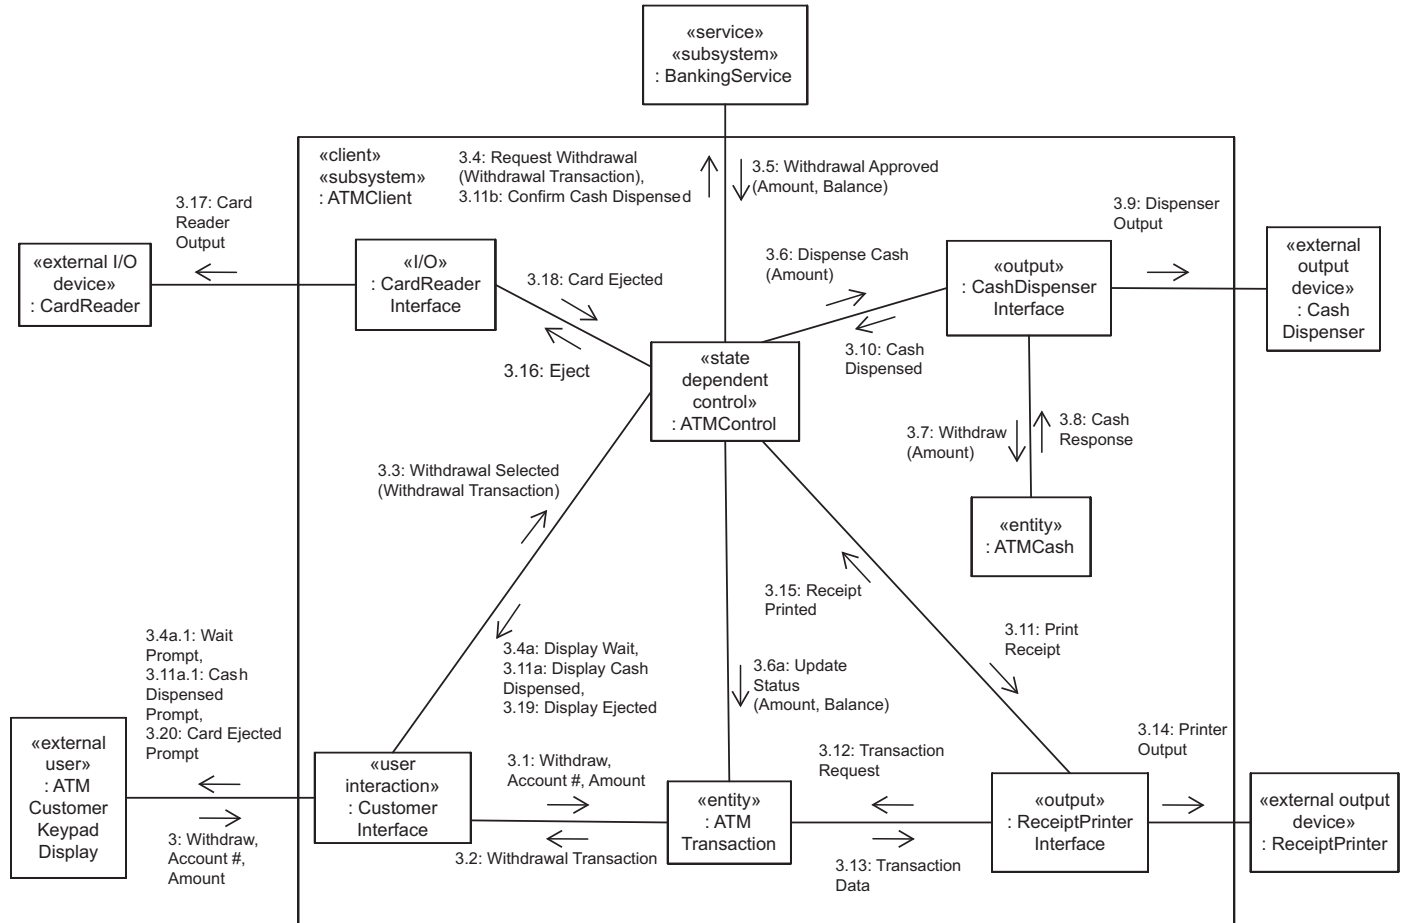 «service»
«subsystem»
: BankingService
«client»
«subsystem»
: ATMClient
3.4: Request Withdrawal
(Withdrawal Transaction),
3.11b: Confirm Cash Dispensed
3.5: Withdrawal Approved
(Amount, Balance)
3.17: Card
Reader
Output
3.9: Dispenser
Output
«external I/O
device»
: CardReader
«I/O»
: CardReader
Interface
3.18: Card Ejected
3.16: Eject
3.6: Dispense Cash
(Amount)
3.10: Cash
Dispensed
«output»
: CashDispenser
Interface
«external
output
device»
: Cash
Dispenser
«state
dependent
control»
: ATMControl
3.7: Withdraw
(Amount)
3.8: Cash
Response
3.3: Withdrawal Selected
(Withdrawal Transaction)
«entity»
: ATMCash
3.15: Receipt
Printed
3.11: Print
Receipt
3.4a.1: Wait
Prompt,
3.11a.1: Cash
Dispensed
Prompt,
3.20: Card Ejected
Prompt
3.4a: Display Wait,
3.11a: Display Cash
Dispensed,
3.19: Display Ejected
3.6a: Update
Status
(Amount, Balance)
«external
user»
: ATM
Customer
Keypad
Display
3: Withdraw,
Account #,
Amount
«user
interaction»
: Customer
Interface
3.1: Withdraw,
Account #, Amount
3.2: Withdrawal Transaction
«entity»
: ATM
Transaction
3.12: Transaction
Request
3.13: Transaction
Data
«output»
: ReceiptPrinter
Interface
3.14: Printer
Output
«external output
device»
: ReceiptPrinter